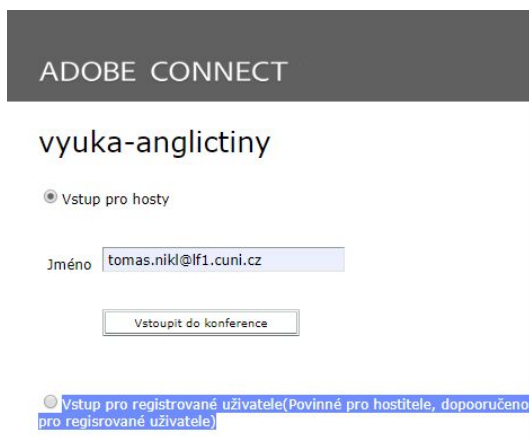 ADOBE CONNECT
vyuka-anglictiny
Vstup pro hosty
Jméno tomas.nikl@lf1.cuni.cz
Vstoupit do konference
Vstup pro registrované uživatele(Povinné pro hostitele, dopooručeno
pro regisrované uživatele)